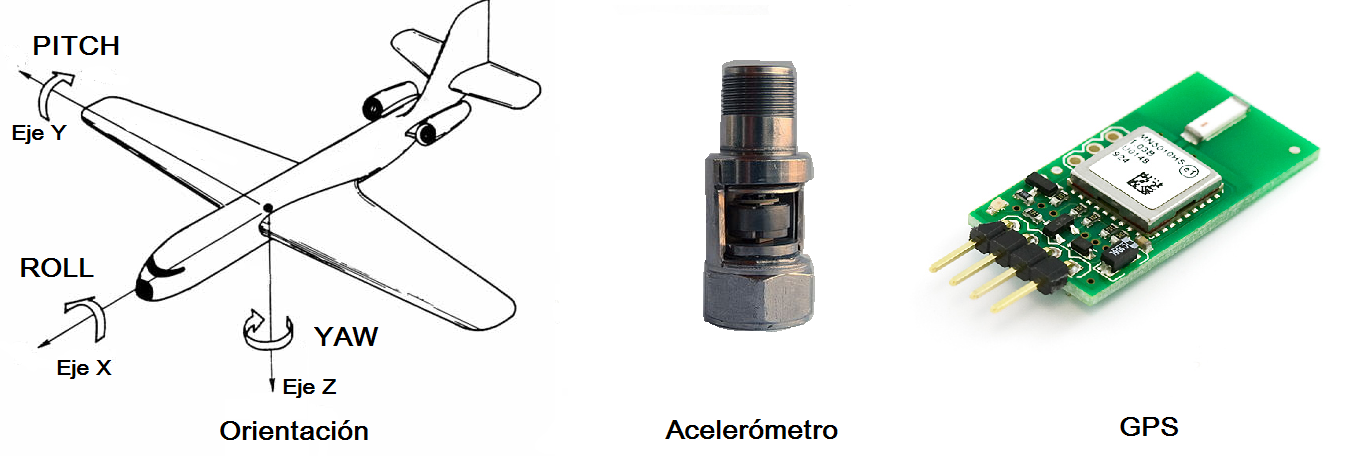 PITCH
Eje Y
ROLL
Eje X
YAW
Eje Z
Orientación
Acelerómetro
GPS